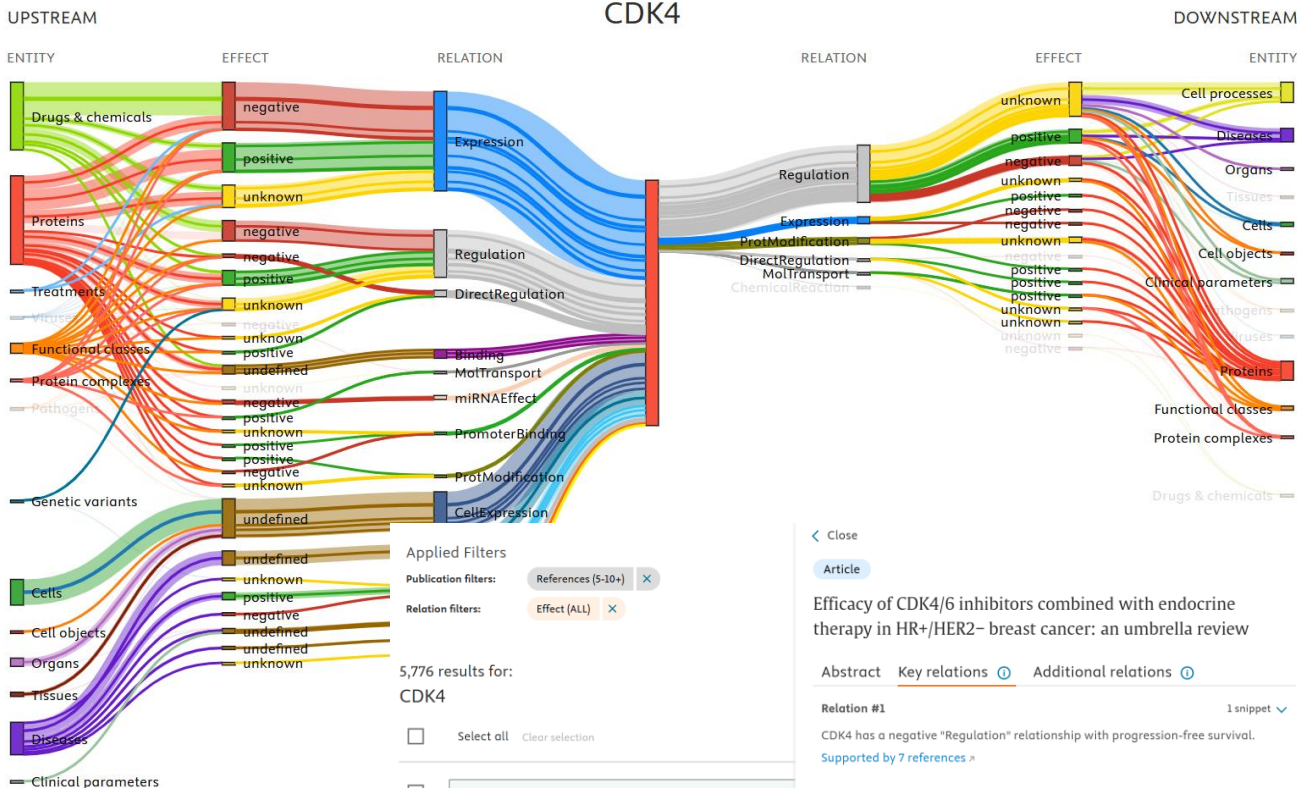 UPSTREAM
CDK4
DOWNSTREAM
ENTITY
EFFECT
RELATION
RELATION
EFFECT
ENTITY
Drugs & chemicals
Proteins
Treatments
Viruses
Functional classes
Protein complexes
Pathogens
Genetic variants
Cells
Cell objects
Organs
Tissues
Diseases
Clinical parameters
negative
positive
unknown
negative
negative
positive
unknown
negative
unknown
positive
undefined
unknown
negative
positive
unknown
positive
positive
negative
unknown
undefined
undefined
unknown
positive
negative
undefined
undefined
unknown
Expression
Regulation
DirectRegulation
Binding
MolTransport
miRNAEffect
PromoterBinding
ProtModification
CellExpression
Regulation
Expression
ProtModification
DirectRegulation
MolTransport
ChemicalReaction
unknown
positive
negative
unknown
positive
negative
negative
unknown
negative
positive
positive
positive
unknown
unknown
unknown
negative
Cell processes
Diseases
Organs
Tissues
Cells
Cell objects
Clinical parameters
Pathogens
Viruses
Proteins
Functional classes
Protein complexes
Drugs & chemicals
Applied Filters
Publication filters: References (5-10+) ✕
Relation filters: Effect (ALL) ✕
5,776 results for:
CDK4
Select all Clear selection
Close
Article
Efficacy of CDK4/6 inhibitors combined with endocrine
therapy in HR+/HER2− breast cancer: an umbrella review
Abstract Key relations Additional relations
Relation #1 1 snippet
CDK4 has a negative "Regulation" relationship with progression-free survival.
Supported by 7 references